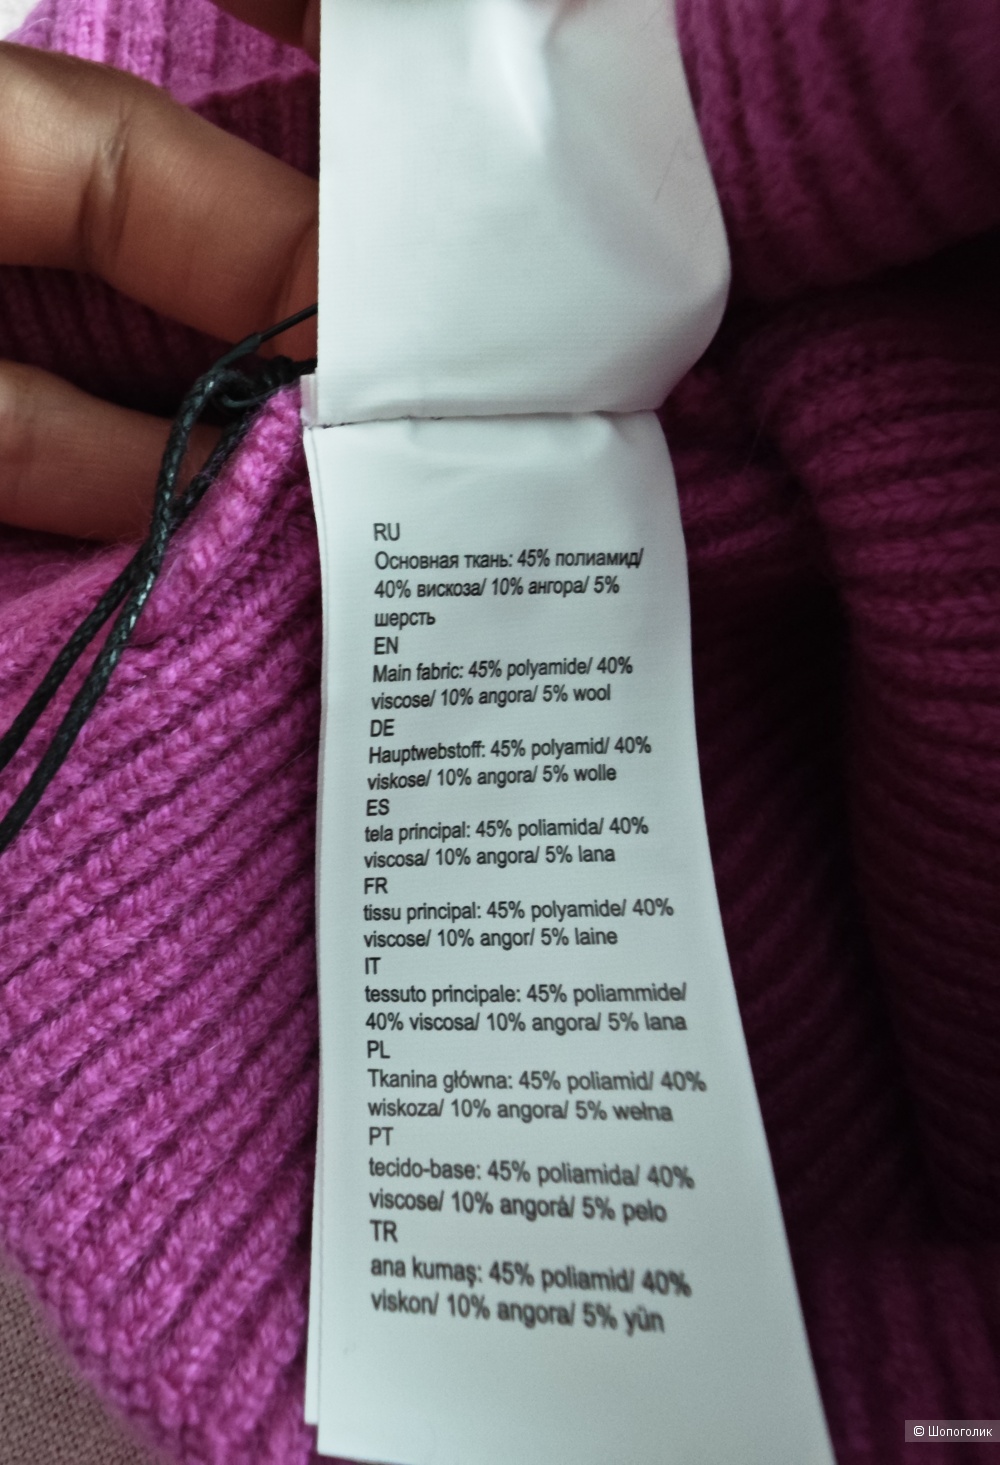 RU
Основная ткань: 45% полиамид/
40% вискоза/ 10% ангора/ 5%
шерсть
EN
Main fabric: 45% polyamide/ 40%
viscose/ 10% angora/ 5% wool
DE
Hauptwebstoff: 45% polyamid/ 40%
viskose/ 10% angora/ 5% wolle
ES
tela principal: 45% poliamida/ 40%
viscosa/ 10% angora/ 5% lana
FR
tissu principal: 45% polyamide/ 40%
viscose/ 10% angor/ 5% laine
IT
tessuto principale: 45% poliammide/
40% viscosa/ 10% angora/ 5% lana
PL
Tkanina główna: 45% poliamid/ 40%
wiskoza/ 10% angora/ 5% wełna
PT
tecido-base: 45% poliamida/ 40%
viscose/ 10% angorá/ 5% pelo
TR
ana kumaş: 45% poliamid/ 40%
viskon/ 10% angora/ 5% yün
© Шопоголик